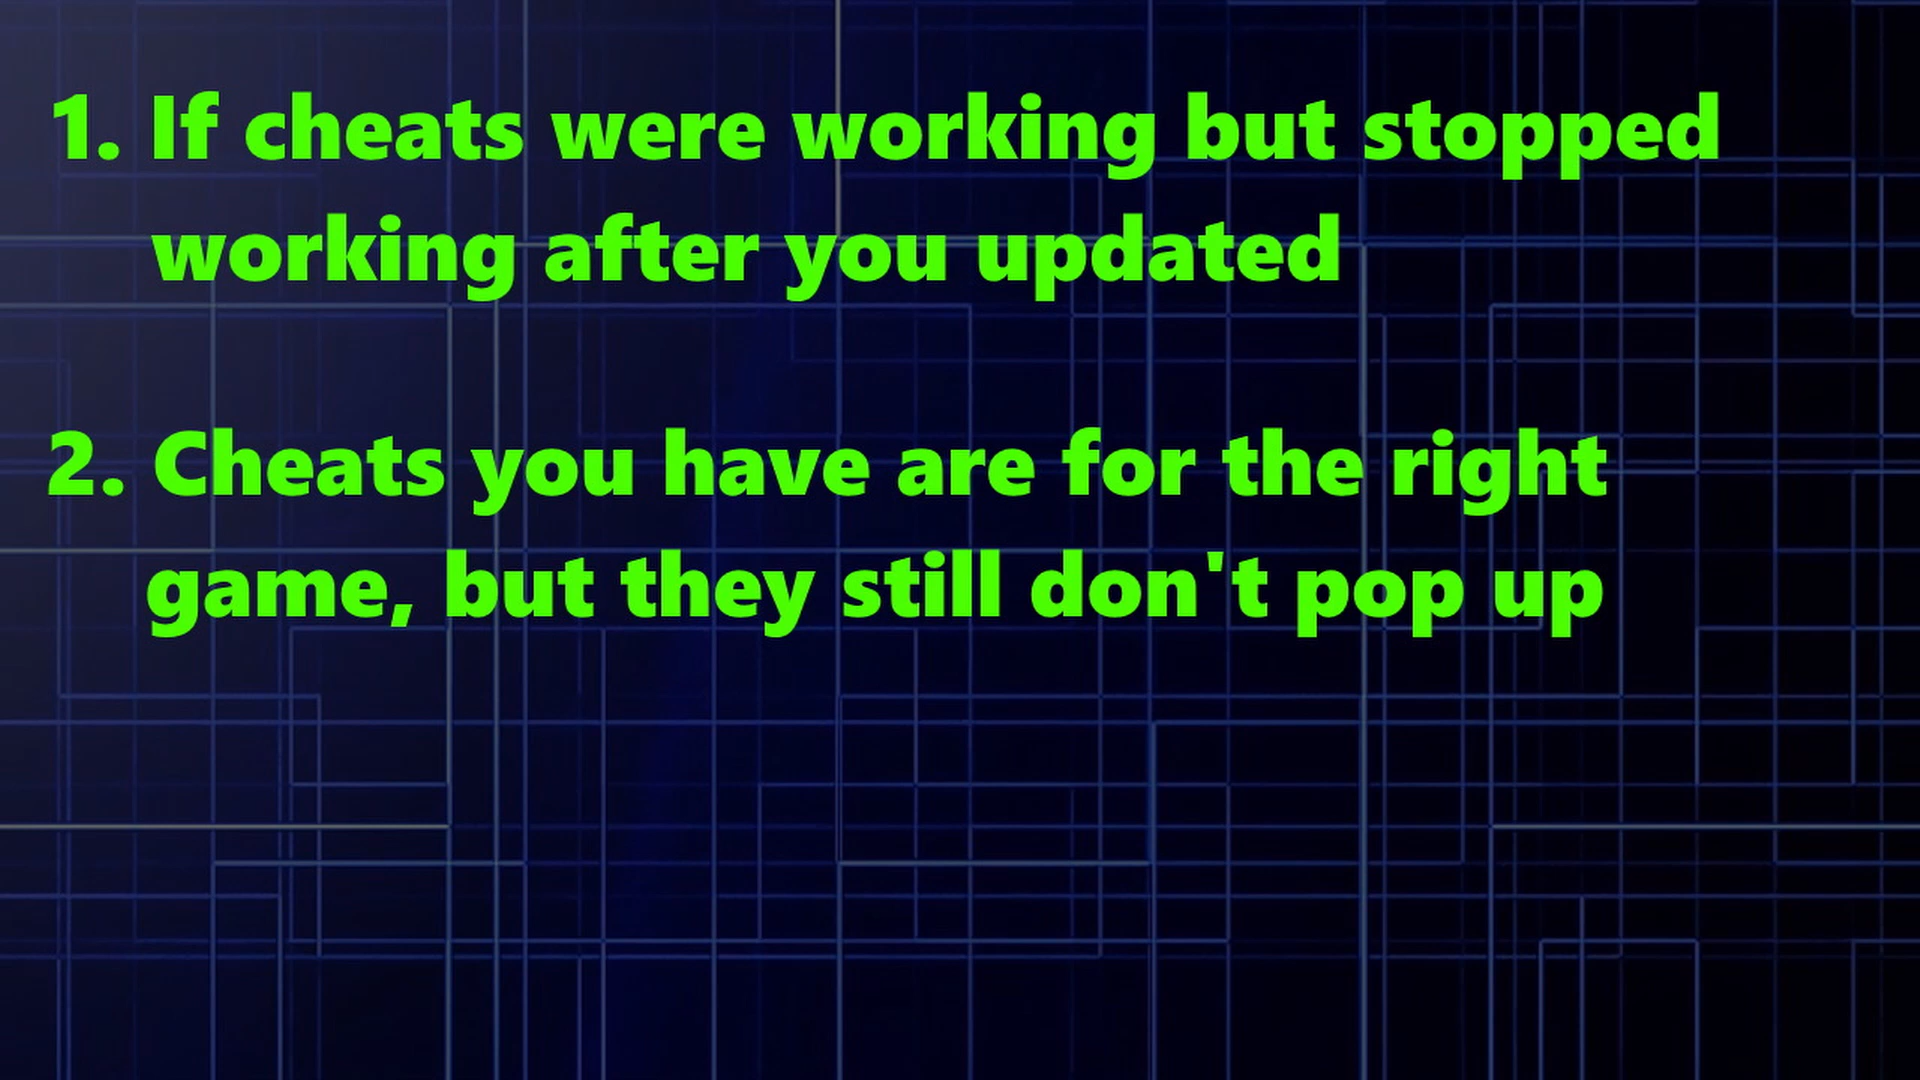 1. If cheats were working but stopped
working after you updated
2. Cheats you have are for the right
game, but they still don't pop up